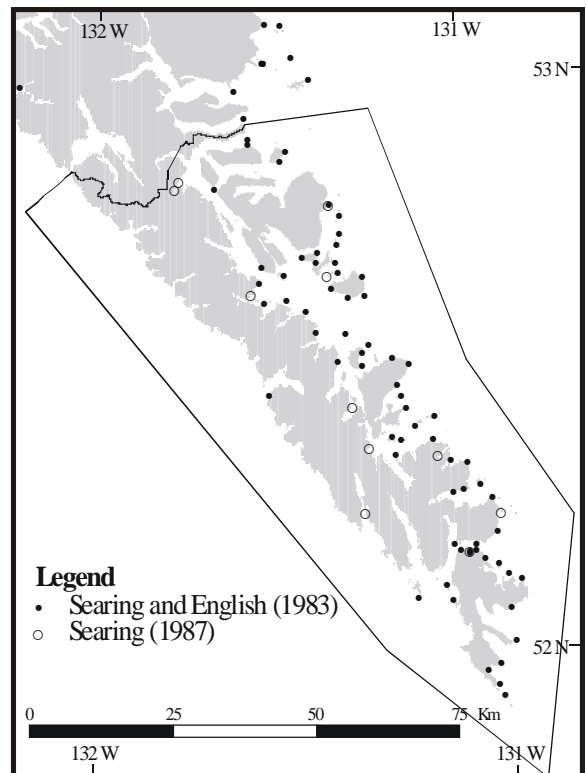 132 W
131 W
53 N
Legend
Searing and English (1983)
Searing (1987)
52 N
0
25
50
75
Km
132 W
131 W